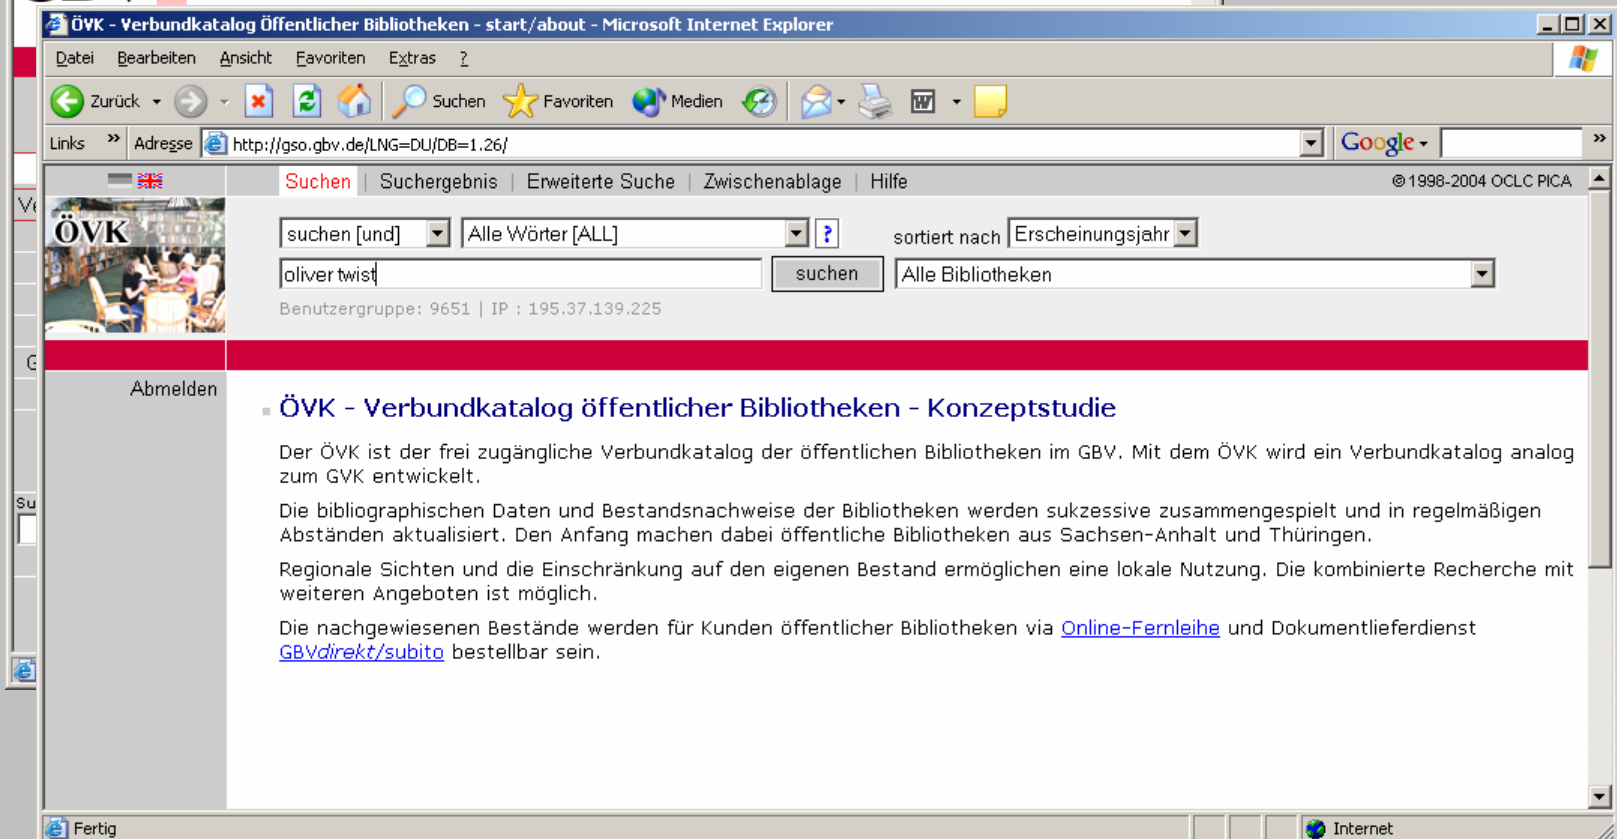 ÖVK - Verbundkatalog Öffentlicher Bibliotheken - start/about - Microsoft Internet Explorer
Datei Bearbeiten Ansicht Favoriten Extras ?
Zurück Suchen Favoriten Medien
Links » Adresse http://gso.gbv.de/LNG=DU/DB=1.26/ Google »
Suchen | Suchergebnis | Erweiterte Suche | Zwischenablage | Hilfe © 1998-2004 OCLC PICA
ÖVK
suchen [und] Alle Wörter [ALL] ? sortiert nach Erscheinungsjahr
oliver twist suchen Alle Bibliotheken
Benutzergruppe: 9651 | IP : 195.37.139.225
Abmelden
ÖVK - Verbundkatalog öffentlicher Bibliotheken - Konzeptstudie
Der ÖVK ist der frei zugängliche Verbundkatalog der öffentlichen Bibliotheken im GBV. Mit dem ÖVK wird ein Verbundkatalog analog
zum GVK entwickelt.
Die bibliographischen Daten und Bestandsnachweise der Bibliotheken werden sukzessive zusammengespielt und in regelmäßigen
Abständen aktualisiert. Den Anfang machen dabei öffentliche Bibliotheken aus Sachsen-Anhalt und Thüringen.
Regionale Sichten und die Einschränkung auf den eigenen Bestand ermöglichen eine lokale Nutzung. Die kombinierte Recherche mit
weiteren Angeboten ist möglich.
Die nachgewiesenen Bestände werden für Kunden öffentlicher Bibliotheken via Online-Fernleihe und Dokumentlieferdienst
GBVdirekt/subito bestellbar sein.
Fertig Internet